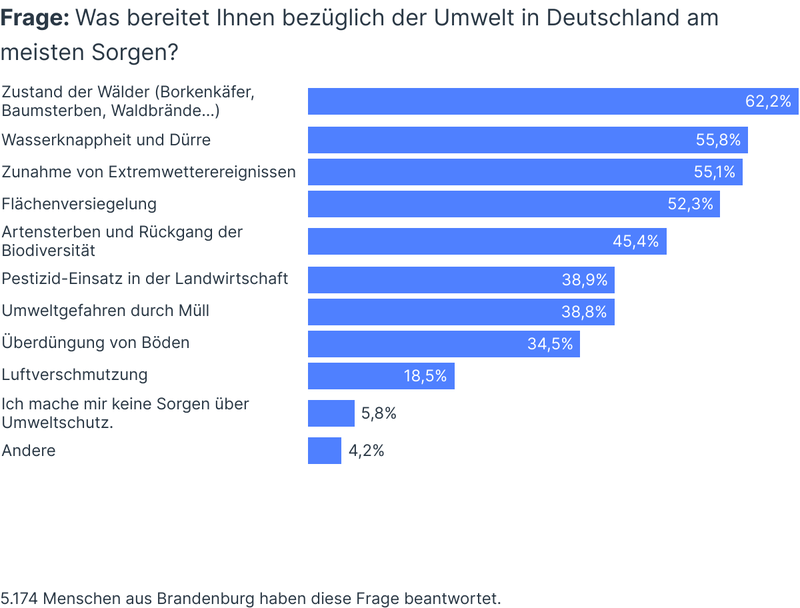 Frage: Was bereitet Ihnen bezüglich der Umwelt in Deutschland am
meisten Sorgen?
Zustand der Wälder (Borkenkäfer,
Baumsterben, Waldbrände...)
62,2%
Wasserknappheit und Dürre
55,8%
Zunahme von Extremwetterereignissen
55,1%
Flächenversiegelung
52,3%
Artensterben und Rückgang der
Biodiversität
45,4%
Pestizid-Einsatz in der Landwirtschaft
38,9%
Umweltgefahren durch Müll
38,8%
Überdüngung von Böden
34,5%
Luftverschmutzung
18,5%
Ich mache mir keine Sorgen über
Umweltschutz.
5,8%
Andere
4,2%
5.174 Menschen aus Brandenburg haben diese Frage beantwortet.